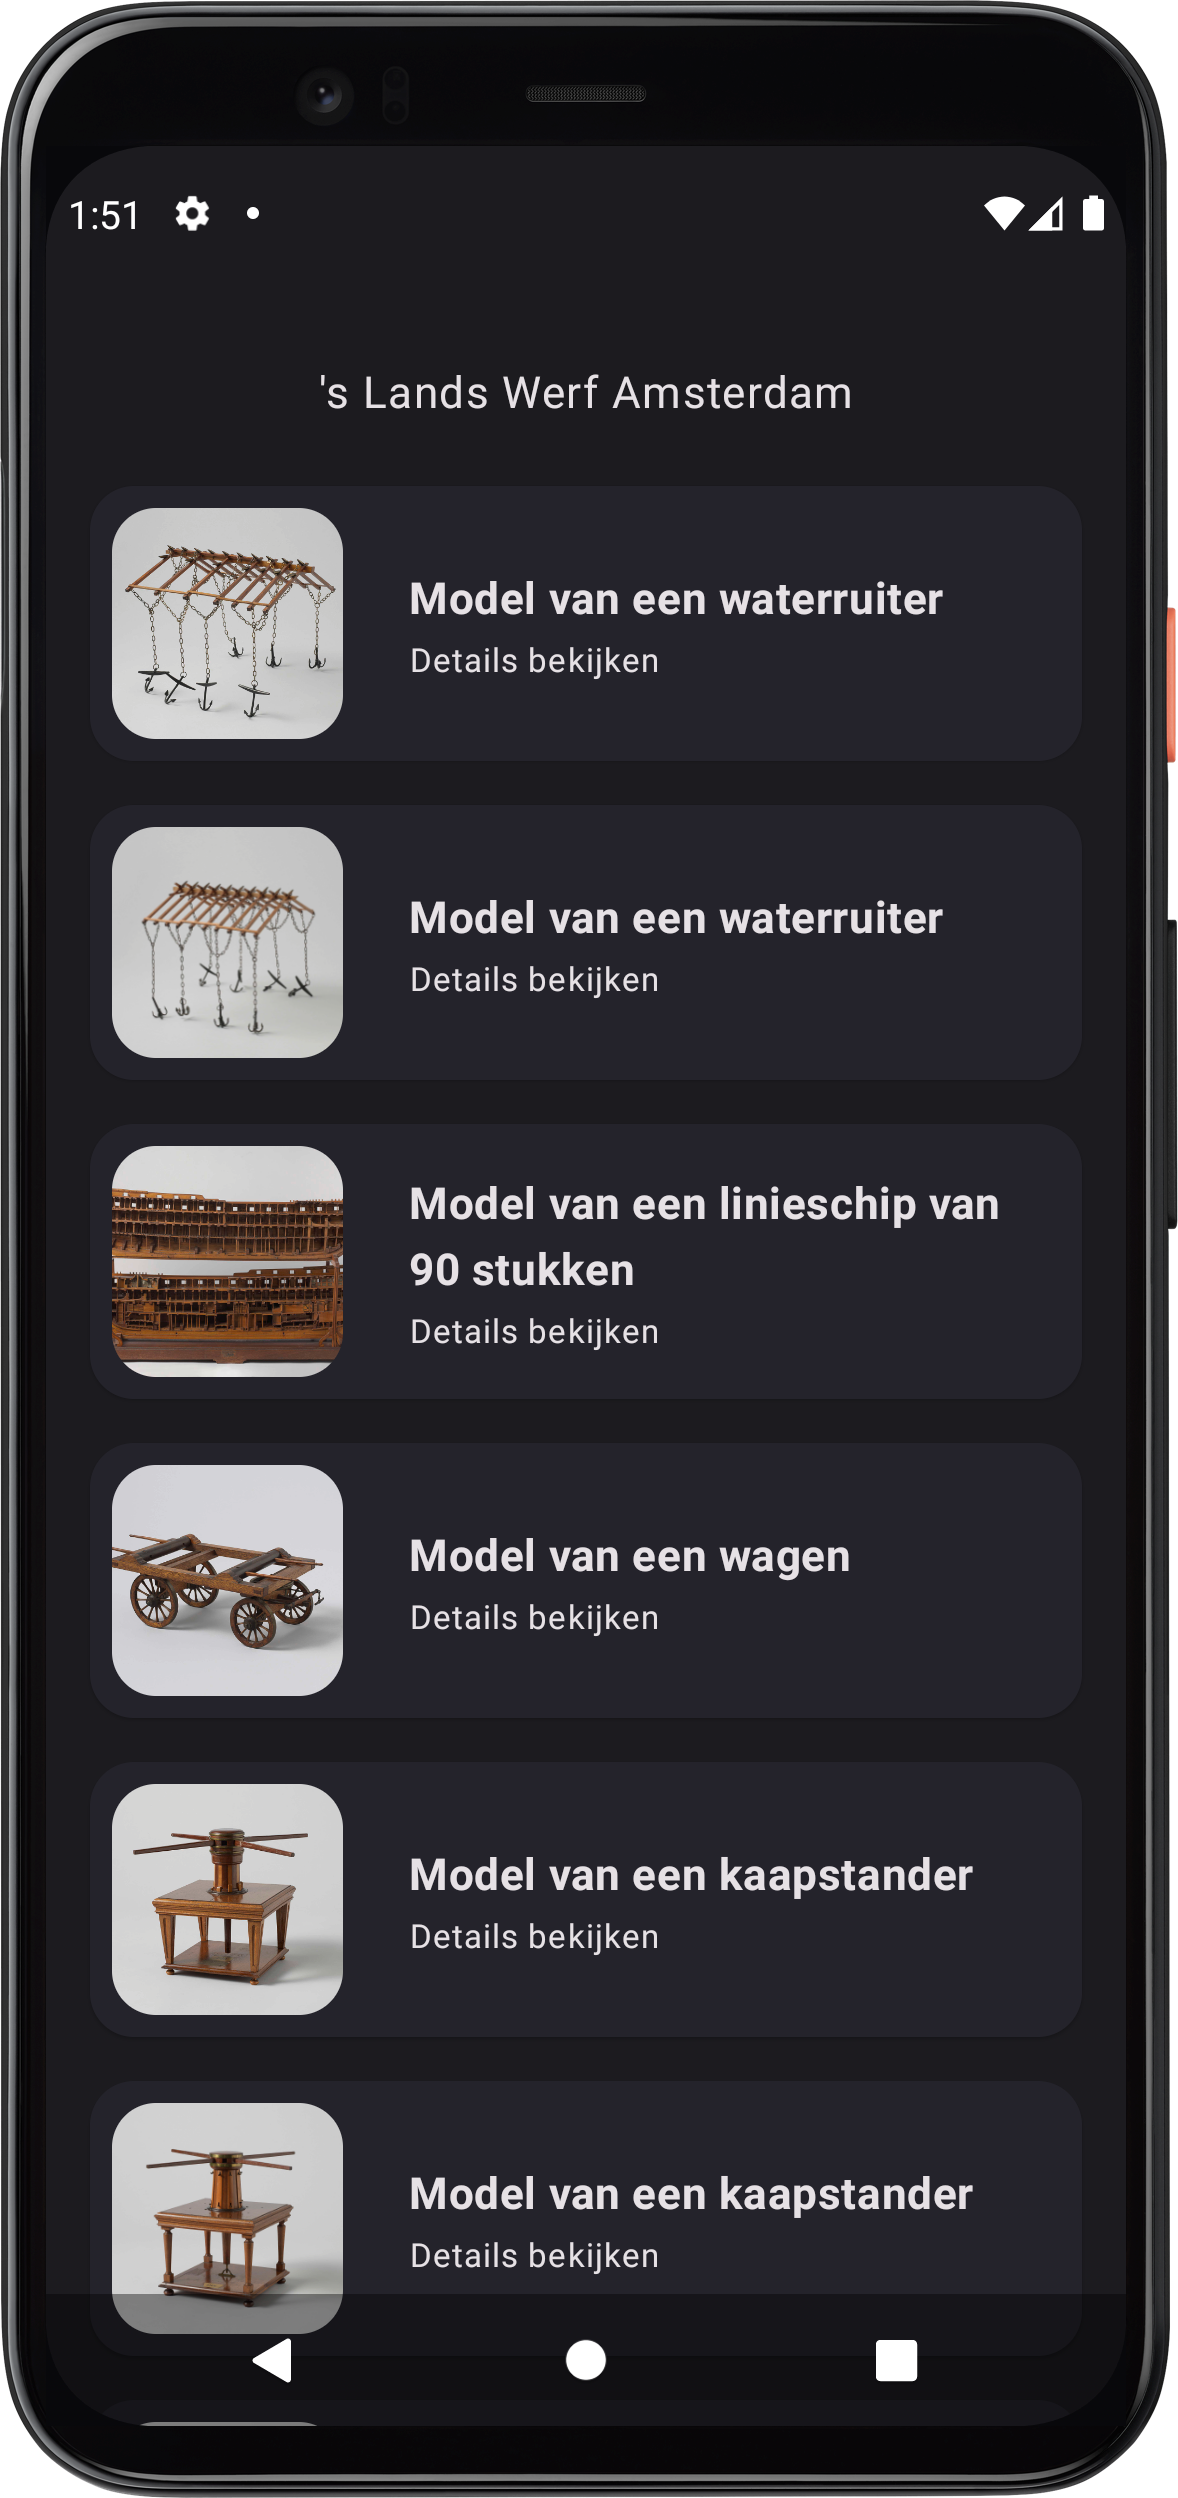 1:51
's Lands Werf Amsterdam
Model van een waterruiter
Details bekijken
Model van een waterruiter
Details bekijken
Model van een linieschip van
90 stukken
Details bekijken
Model van een wagen
Details bekijken
Model van een kaapstander
Details bekijken
Model van een kaapstander
Details bekijken